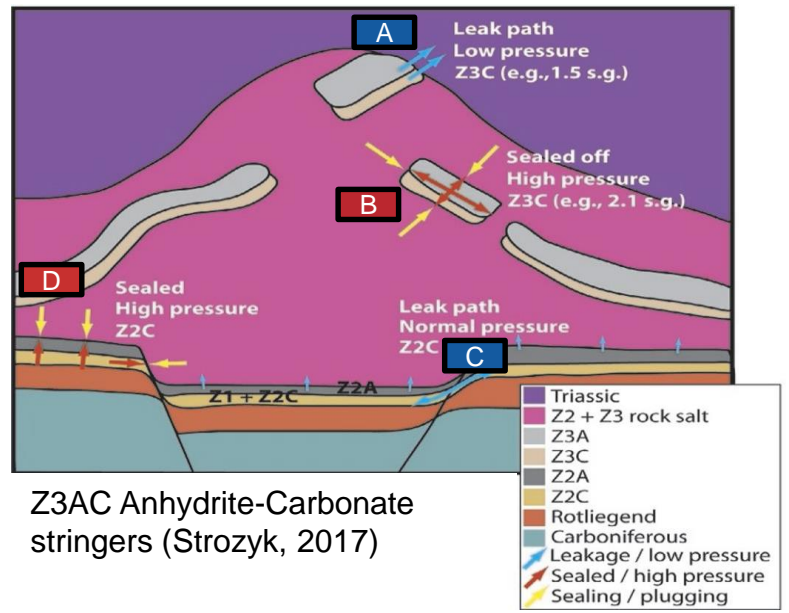 A
Leak path
Low pressure
Z3C (e.g.,1.5 s.g.)
Sealed off
High pressure
Z3C (e.g., 2.1 s.g.)
B
D
Sealed
High pressure
Z2C
Leak path
Normal pressure
Z2C
C
Z1 + Z2C
Z2A
Triassic
Z2 + Z3 rock salt
Z3A
Z3C
Z2A
Z2C
Rotliegend
Carboniferous
Leakage / low pressure
Sealed / high pressure
Sealing / plugging
Z3AC Anhydrite-Carbonate
stringers (Strozyk, 2017)